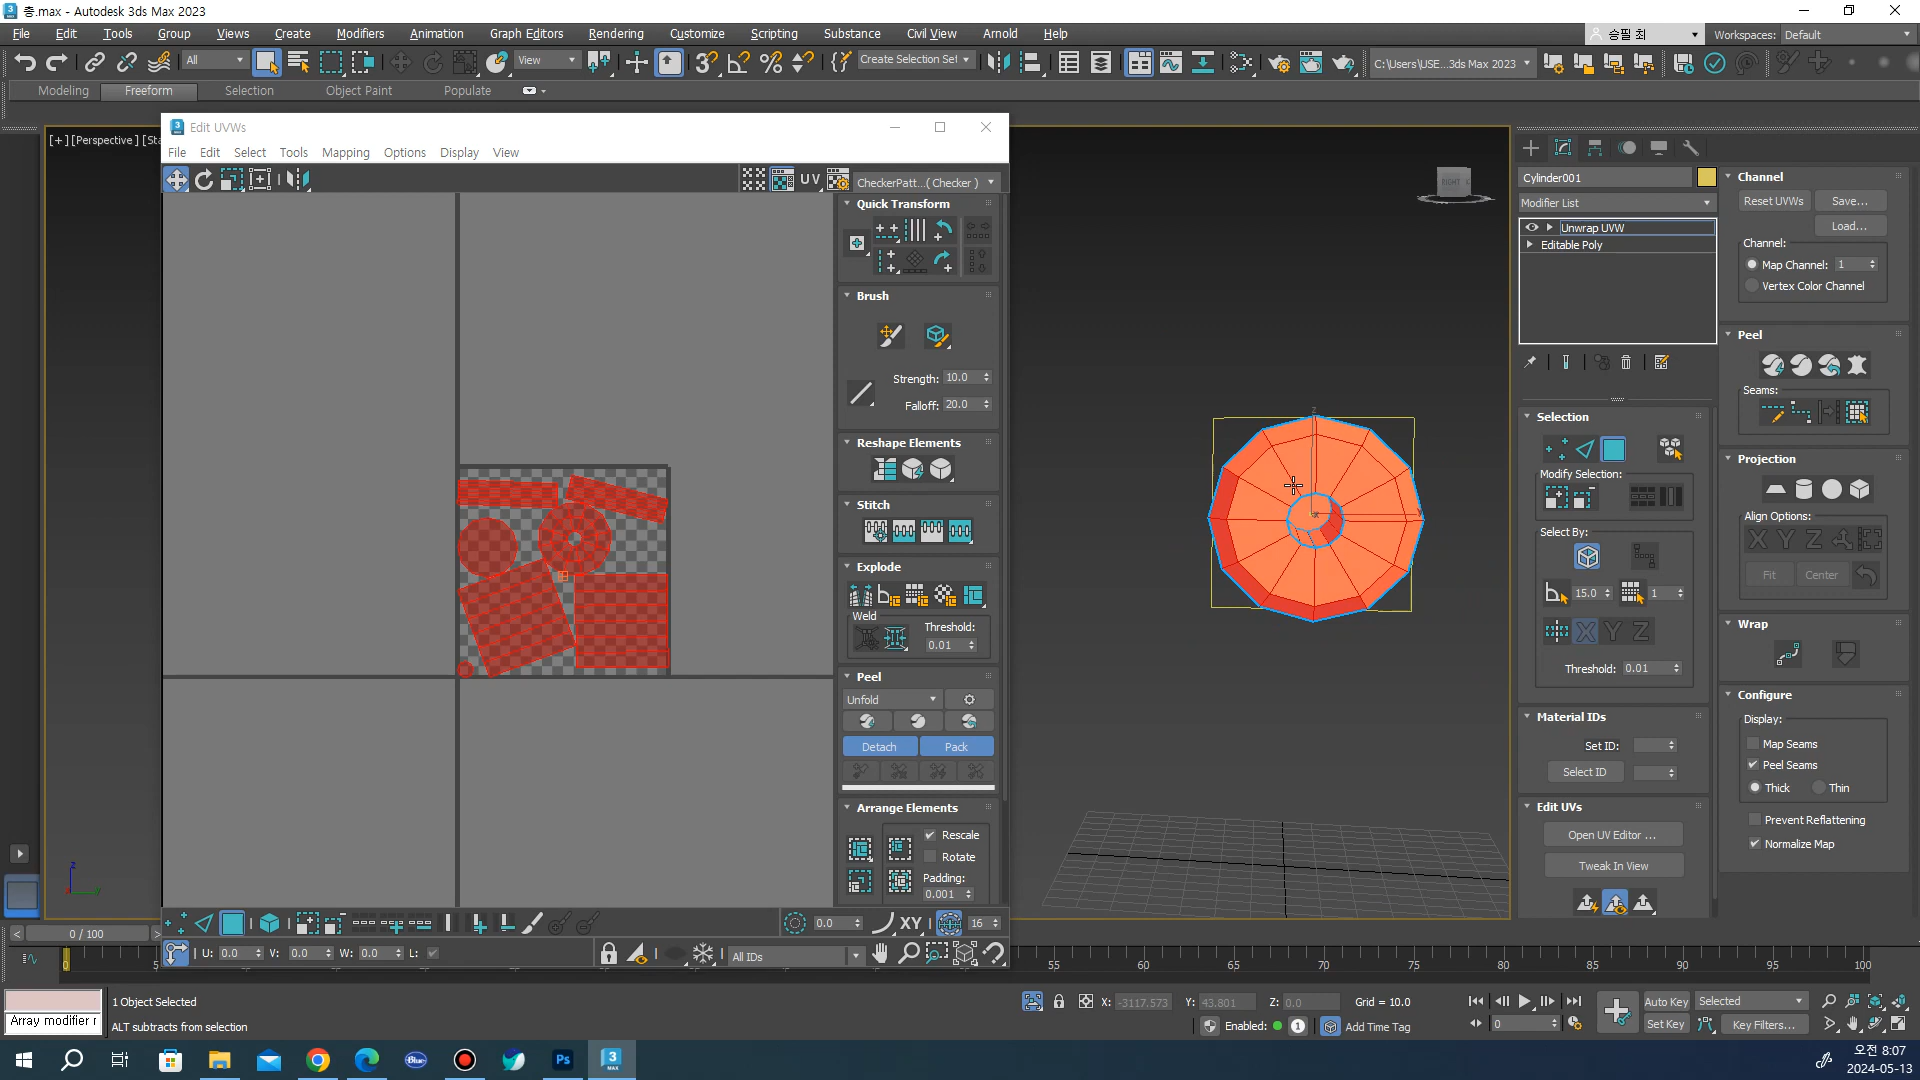 총.max - Autodesk 3ds Max 2023
File Edit Tools Group Views Create Modifiers Animation Graph Editors Rendering Customize Scripting Substance Civil View Arnold Help
승필 최
Workspaces: Default
All
View
Create Selection Set
C:\Users\USE...3ds Max 2023
Modeling Freeform Selection Object Paint Populate
[+][Perspective]
Edit UVWs
File Edit Select Tools Mapping Options Display View
UV
CheckerPatt...( Checker )
Quick Transform
Brush
Strength: 10.0
Falloff: 20.0
Reshape Elements
Stitch
Explode
Weld
Threshold:
0.01
Peel
Unfold
Detach Pack
Arrange Elements
Rescale
Rotate
Padding:
0.001
0.0
XY
16
U: 0.0 V: 0.0 W: 0.0 L:
All IDs
RIGHT
Cylinder001
Modifier List
Unwrap UVW
Editable Poly
Selection
Modify Selection:
Select By:
15.0
1
X Y Z
Threshold: 0.01
Material IDs
Set ID:
Select ID
Edit UVs
Open UV Editor ...
Tweak In View
Channel
Reset UVWs Save...
Load...
Channel:
Map Channel: 1
Vertex Color Channel
Peel
Seams:
Projection
Align Options:
X Y Z
Fit Center
Wrap
Configure
Display:
Map Seams
Peel Seams
Thick Thin
Prevent Reflattening
Normalize Map
0 / 100
55 60 65 70 75 80 85 90 95 100
1 Object Selected
Array modifier r
ALT subtracts from selection
X: -3117.573 Y: 43.801 Z: 0.0 Grid = 10.0
Enabled: 1 Add Time Tag
0
Auto Key Selected
Set Key Key Filters...
오전 8:07
2024-05-13